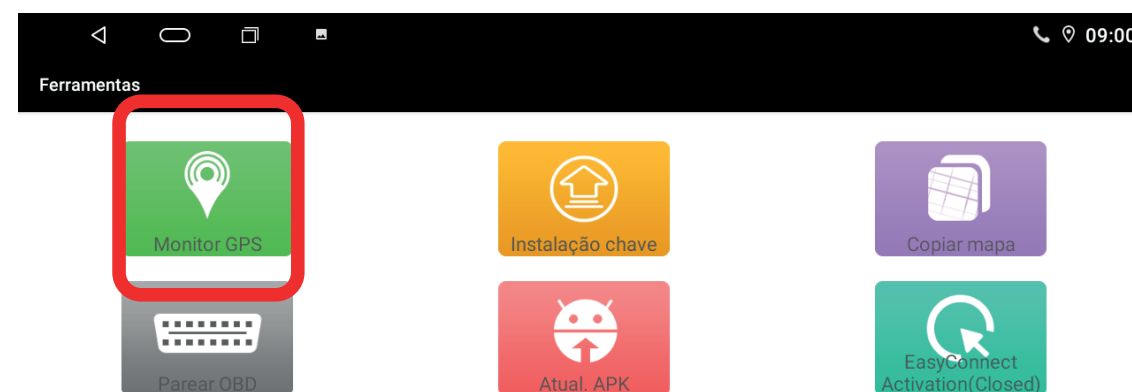 09:00
Ferramentas
Monitor GPS
Instalação chave
Copiar mapa
Parear OBD
Atual. APK
EasyConnect
Activation(Closed)